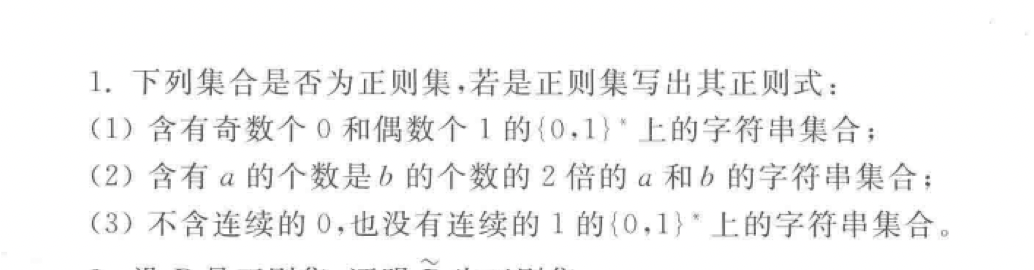 1. 下列集合是否为正则集,若是正则集写出其正则式:
(1) 含有奇数个 0 和偶数个 1 的{0,1}* 上的字符串集合;
(2) 含有 a 的个数是 b 的个数的 2 倍的 a 和 b 的字符串集合;
(3) 不含连续的 0,也没有连续的 1 的{0,1}* 上的字符串集合。